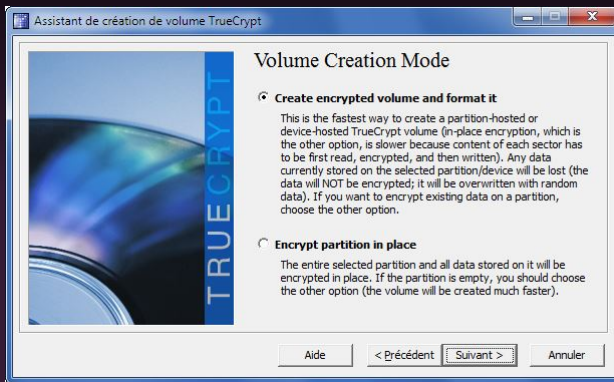 Assistant de création de volume TrueCrypt
Volume Creation Mode
Create encrypted volume and format it
This is the fastest way to create a partition-hosted or
device-hosted TrueCrypt volume (in-place encryption, which is
the other option, is slower because content of each sector has
to be first read, encrypted, and then written). Any data
currently stored on the selected partition/device will be lost (the
data will NOT be encrypted; it will be overwritten with random
data). If you want to encrypt existing data on a partition,
choose the other option.
Encrypt partition in place
The entire selected partition and all data stored on it will be
encrypted in place. If the partition is empty, you should choose
the other option (the volume will be created much faster).
TRUECRYPT
Aide < Précédent Suivant > Annuler